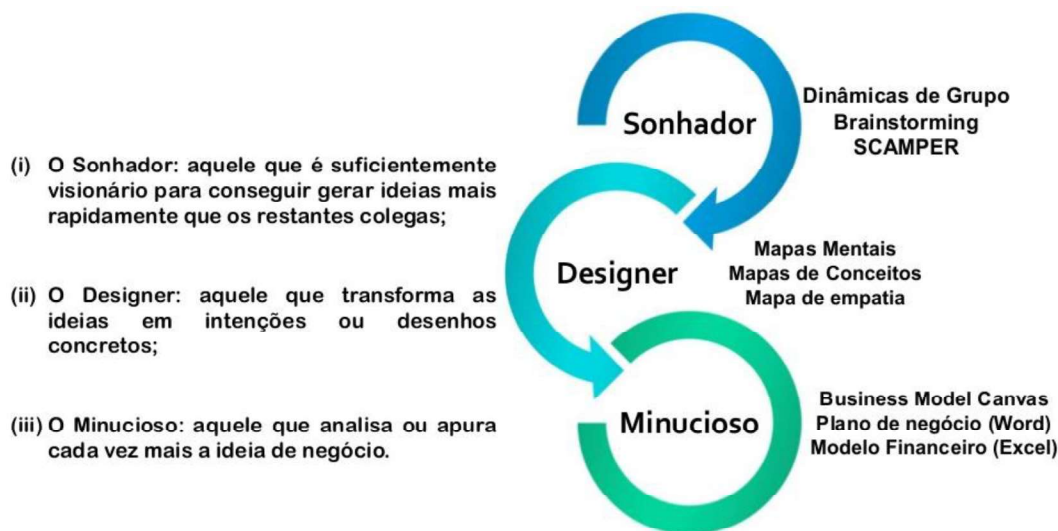 (i) O Sonhador: aquele que é suficientemente
visionário para conseguir gerar ideias mais
rapidamente que os restantes colegas;
(ii) O Designer: aquele que transforma as
ideias em intenções ou desenhos
concretos;
(iii) O Minucioso: aquele que analisa ou apura
cada vez mais a ideia de negócio.
Sonhador
Dinâmicas de Grupo
Brainstorming
SCAMPER
Designer
Mapas Mentais
Mapas de Conceitos
Mapa de empatia
Minucioso
Business Model Canvas
Plano de negócio (Word)
Modelo Financeiro (Excel)